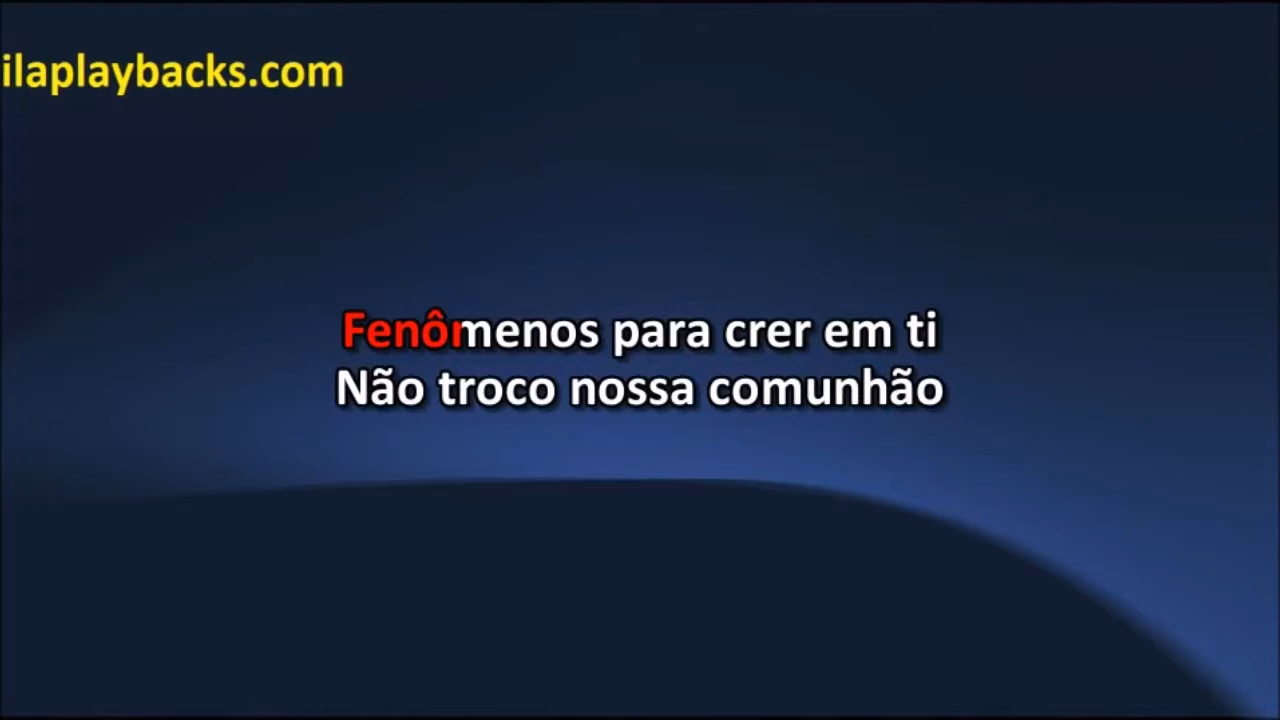 ilaplaybacks.com
Fenômenos para crer em ti
Não troco nossa comunhão